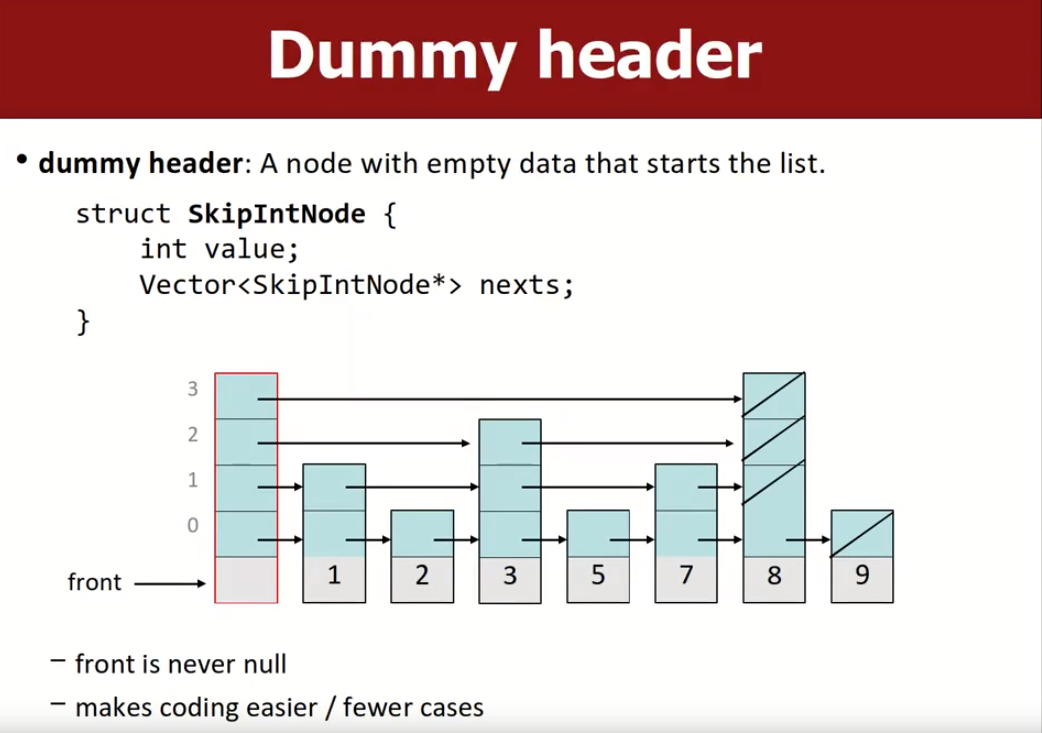 Dummy header
• dummy header: A node with empty data that starts the list.
struct SkipIntNode {
int value;
Vector<SkipIntNode*> nexts;
}
3
2
1
0
front
1 2 3 5 7 8 9
– front is never null
– makes coding easier / fewer cases